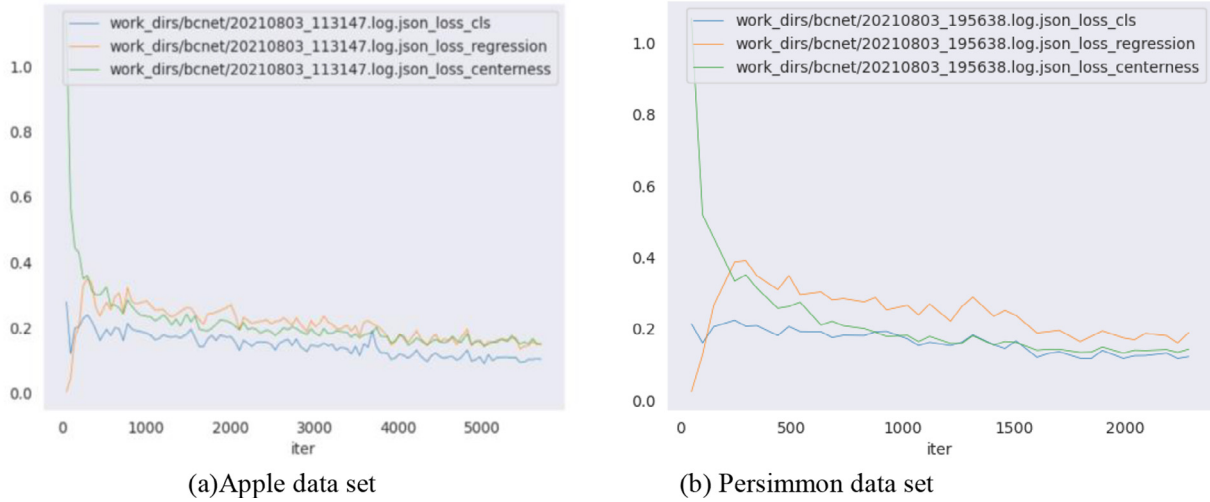 work_dirs/bcnet/20210803_113147.log.json_loss_cls
work_dirs/bcnet/20210803_113147.log.json_loss_regression
work_dirs/bcnet/20210803_113147.log.json_loss_centerness
1.0
0.8
0.6
0.4
0.2
0.0
0 1000 2000 3000 4000 5000
iter
(a)Apple data set
work_dirs/bcnet/20210803_195638.log.json_loss_cls
work_dirs/bcnet/20210803_195638.log.json_loss_regression
work_dirs/bcnet/20210803_195638.log.json_loss_centerness
1.0
0.8
0.6
0.4
0.2
0.0
0 500 1000 1500 2000
iter
(b) Persimmon data set